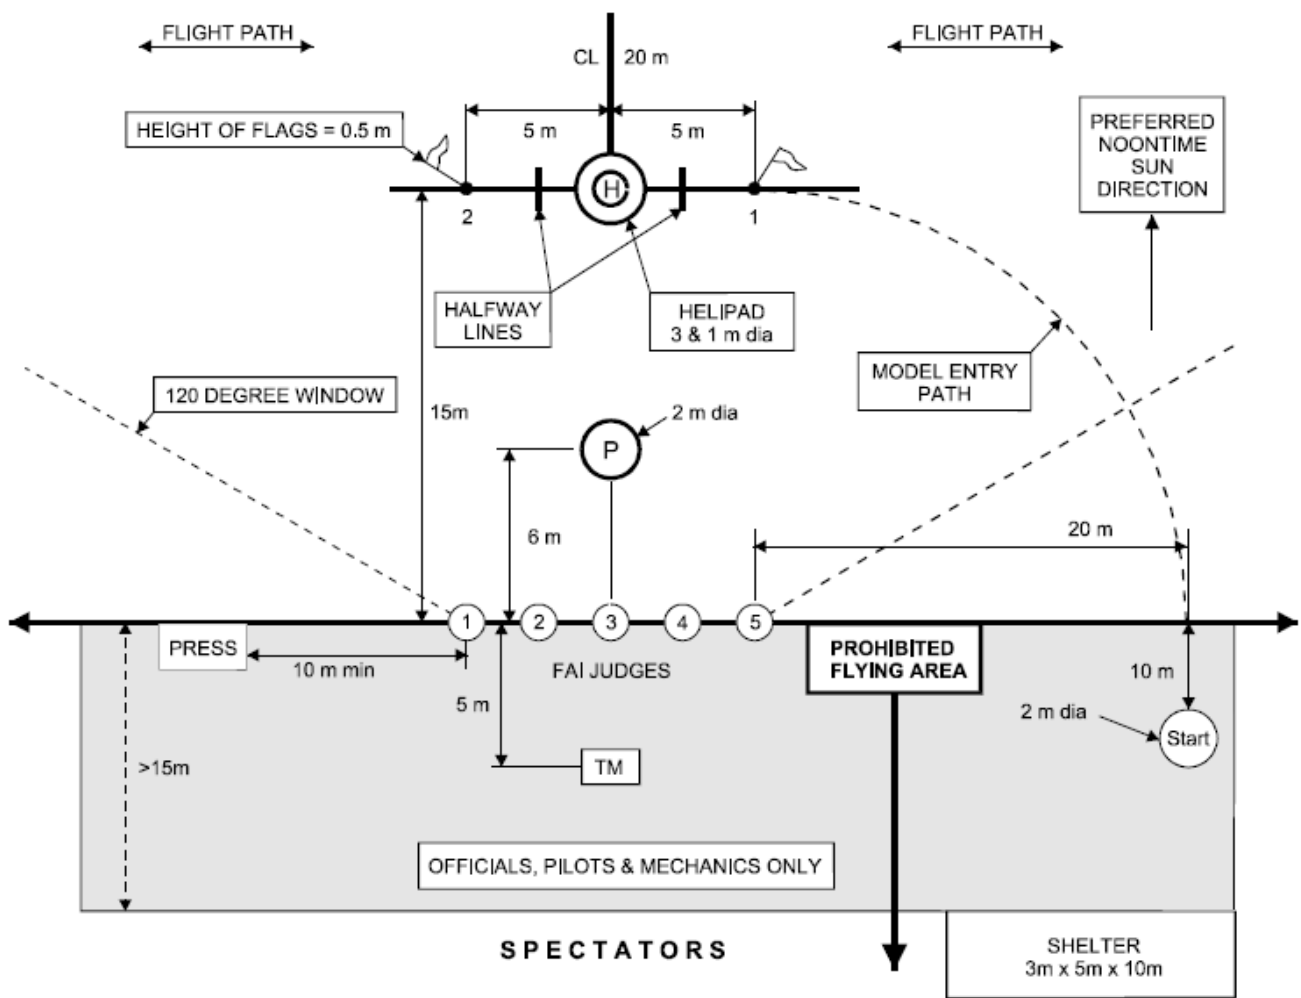 FLIGHT PATH
FLIGHT PATH
CL
20 m
5 m
5 m
HEIGHT OF FLAGS = 0.5 m
PREFERRED
NOONTIME
SUN
DIRECTION
H
2
1
HALFWAY
LINES
HELIPAD
3 & 1 m dia
MODEL ENTRY
PATH
120 DEGREE WINDOW
15m
2 m dia
P
6 m
20 m
1
2
3
4
5
PRESS
10 m min
FAI JUDGES
PROHIBITED
FLYING AREA
10 m
5 m
2 m dia
Start
>15m
TM
OFFICIALS, PILOTS & MECHANICS ONLY
SPECTATORS
SHELTER
3m x 5m x 10m